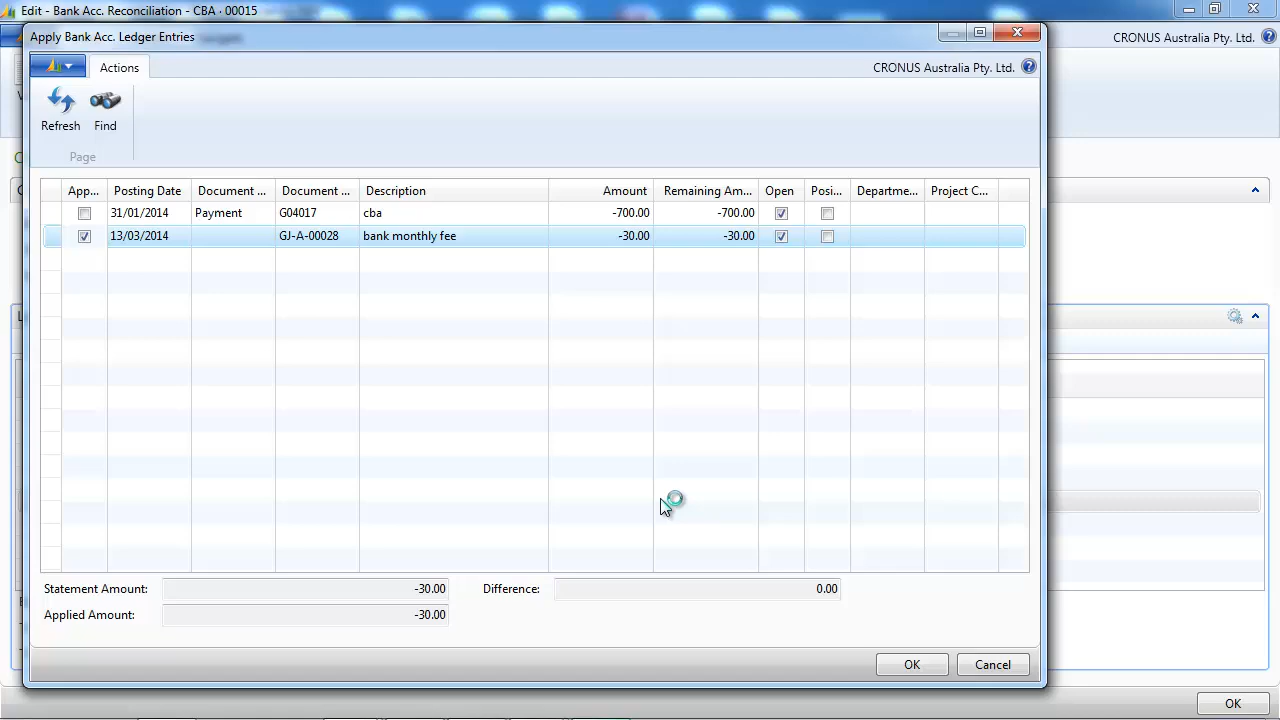 Edit - Bank Acc. Reconciliation - CBA · 00015
Apply Bank Acc. Ledger Entries
CRONUS Australia Pty. Ltd.
Actions
CRONUS Australia Pty. Ltd.
Refresh
Find
Page
App...
Posting Date
Document ...
Document ...
Description
Amount
Remaining Am...
Open
Posi...
Departme...
Project C...
31/01/2014
Payment
G04017
cba
-700.00
-700.00
13/03/2014
GJ-A-00028
bank monthly fee
-30.00
-30.00
Statement Amount:
-30.00
Difference:
0.00
Applied Amount:
-30.00
OK
Cancel
OK